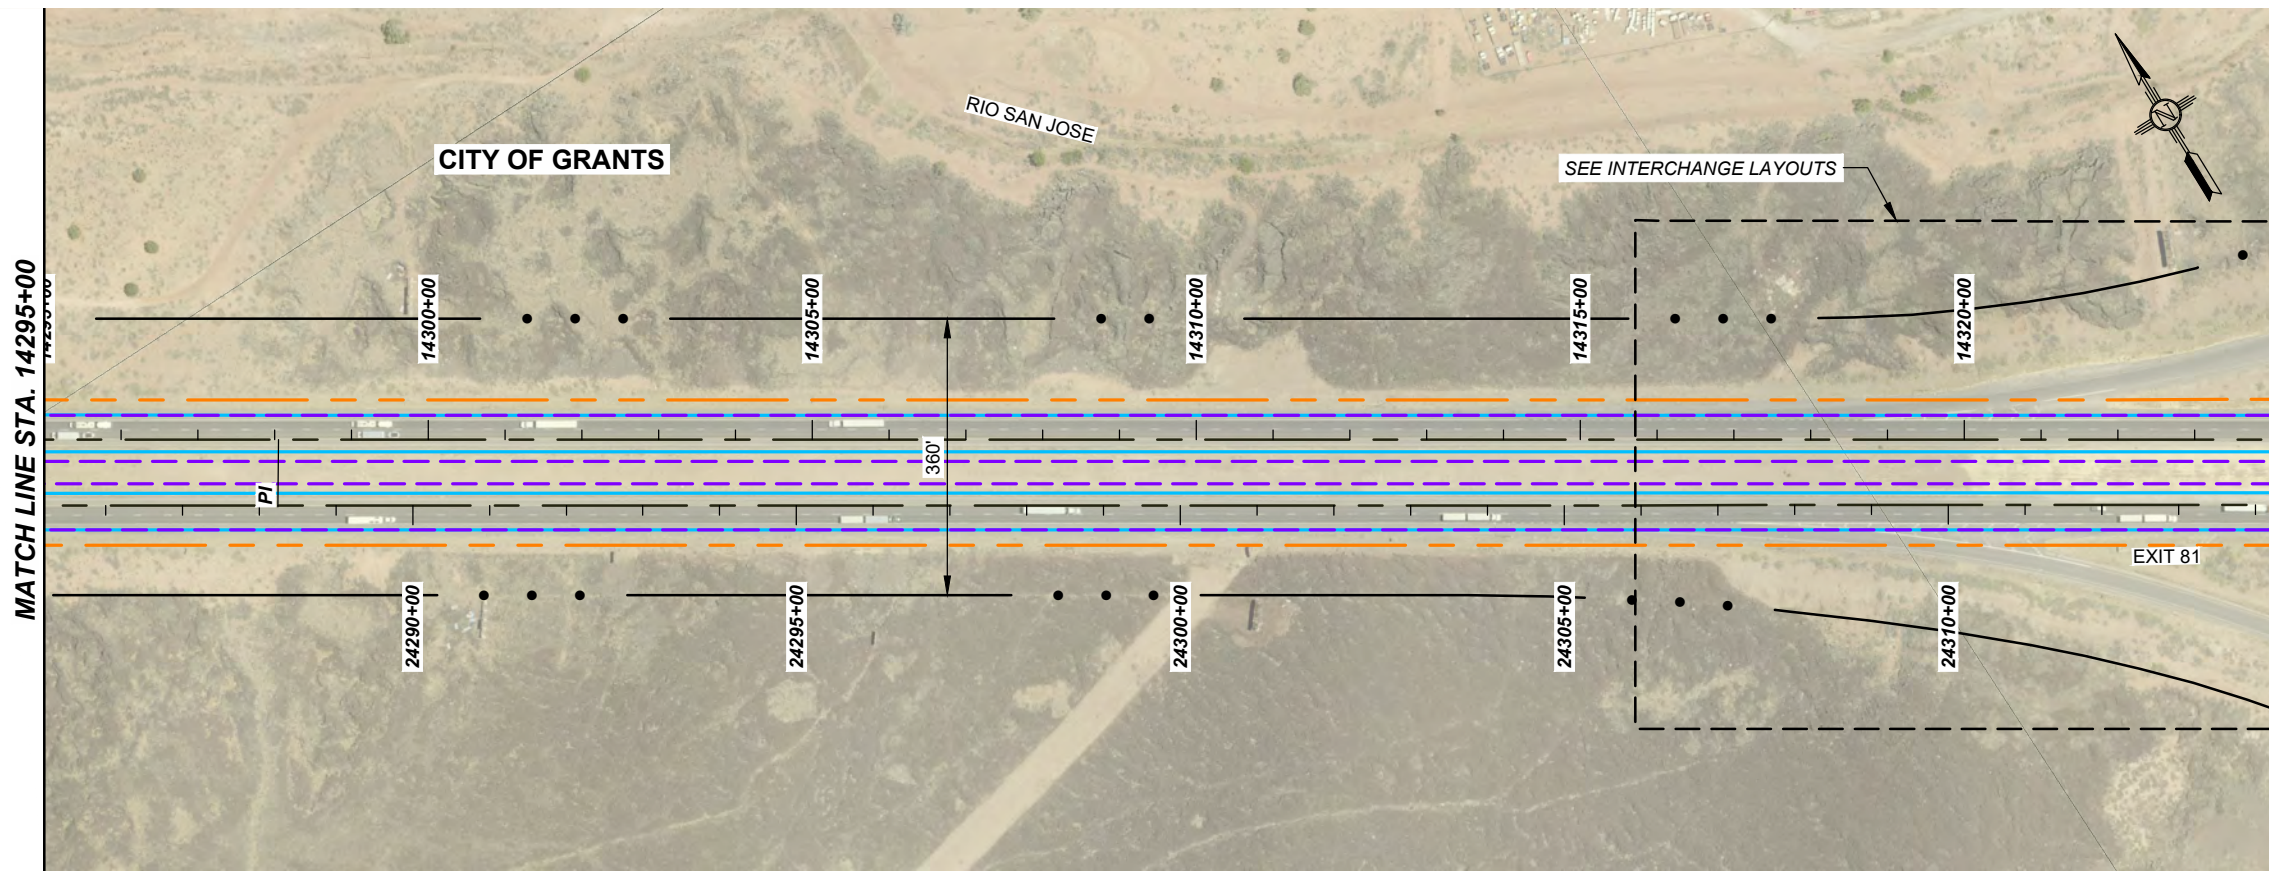 RIO SAN JOSE
CITY OF GRANTS
SEE INTERCHANGE LAYOUTS
N
MATCH LINE STA. 14295+00
14295+00
14300+00
14305+00
14310+00
14315+00
14320+00
360'
PI
EXIT 81
24290+00
24295+00
24300+00
24305+00
24310+00